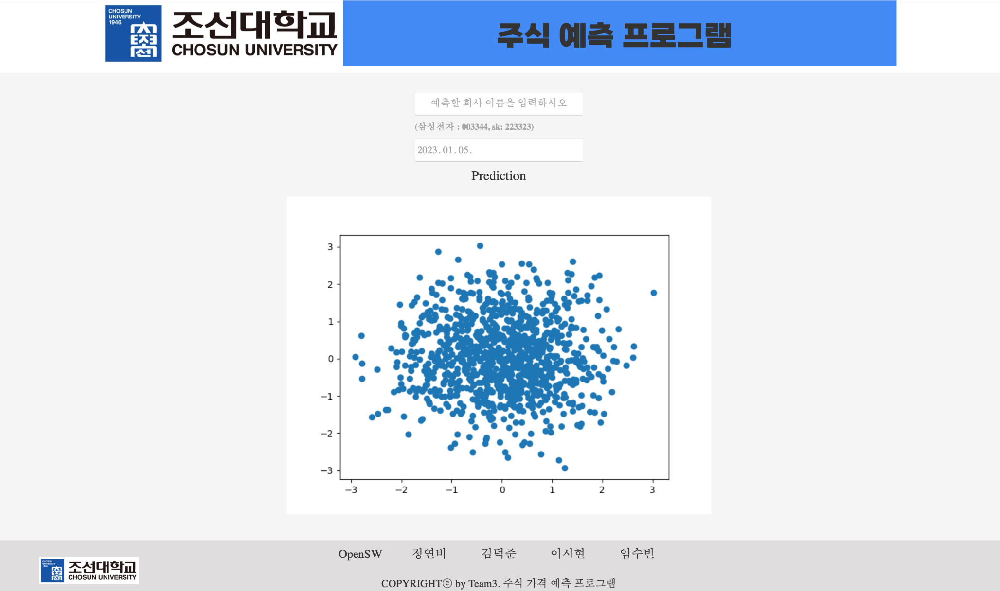 CHOSUN
UNIVERSITY
1946
조선대학교
CHOSUN UNIVERSITY
주식 예측 프로그램
예측할 회사 이름을 입력하시오
(삼성전자 : 003344, sk: 223323)
2023. 01. 05.
Prediction
3
2
1
0
−1
−2
−3
−3 −2 −1 0 1 2 3
OpenSW 정연비 김덕준 이시현 임수빈
CHOSUN
UNIVERSITY
1946
조선대학교
CHOSUN UNIVERSITY
COPYRIGHTⓒ by Team3. 주식 가격 예측 프로그램